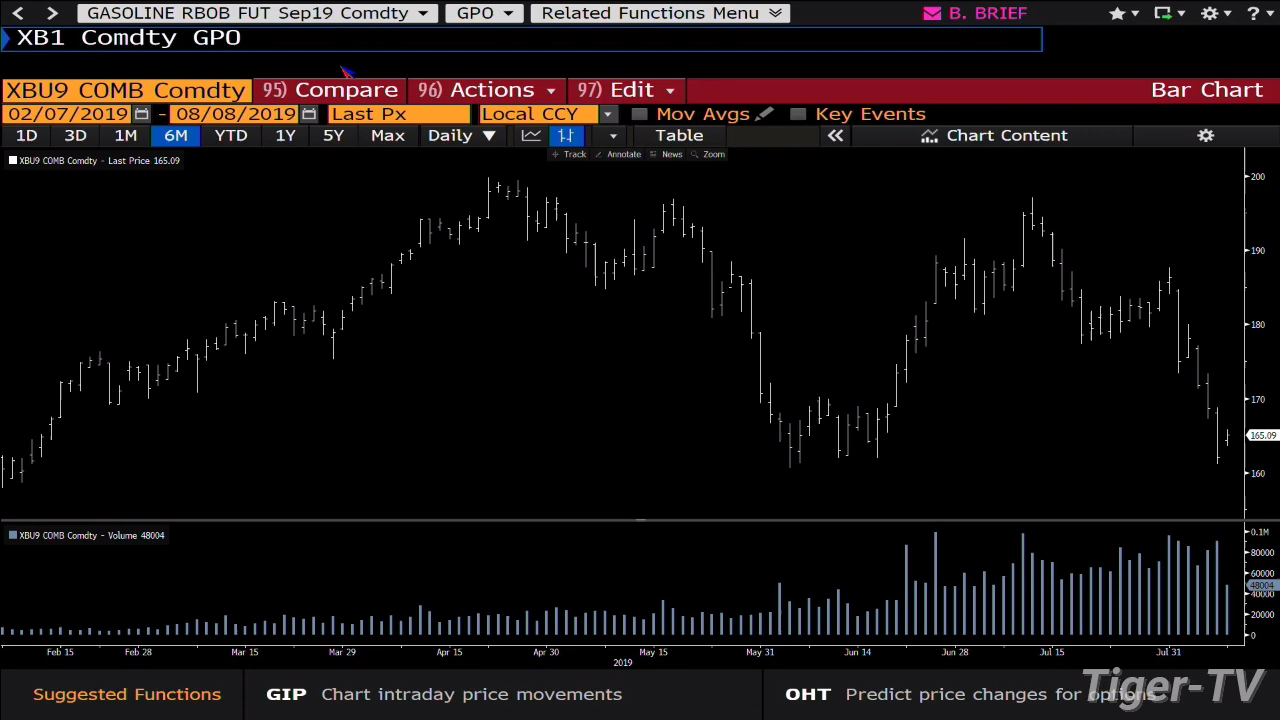 GASOLINE RBOB FUT Sep19 Comdty GPO Related Functions Menu B. BRIEF ?
XB1 Comdty GPO
XBU9 COMB Comdty 95) Compare 96) Actions 97) Edit Bar Chart
02/07/2019 - 08/08/2019 Last Px Local CCY Mov Avgs Key Events
1D 3D 1M 6M YTD 1Y 5Y Max Daily Table Chart Content
Track Annotate News Zoom
XBU9 COMB Comdty - Last Price 165.09
200
190
180
170
165.09
160
XBU9 COMB Comdty - Volume 48004
0.1M
80000
60000
48004
40000
20000
0
Feb 15 Feb 28 Mar 15 Mar 29 Apr 15 Apr 30 May 15 May 31 Jun 14 Jun 28 Jul 15 Jul 31
2019
Suggested Functions GIP Chart intraday price movements OHT Predict price changes for options
Tiger-TV